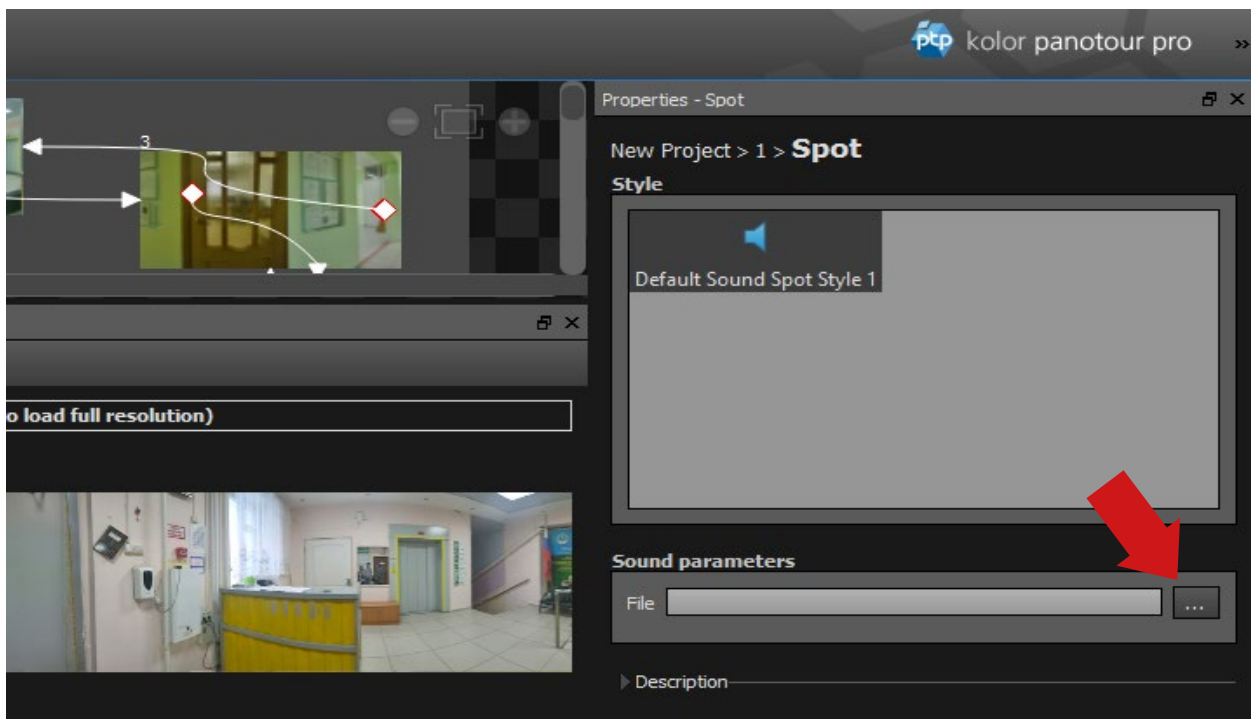 ptp kolor panotour pro »
Properties - Spot
3
New Project > 1 > Spot
Style
Default Sound Spot Style 1
o load full resolution)
Sound parameters
File
...
Description